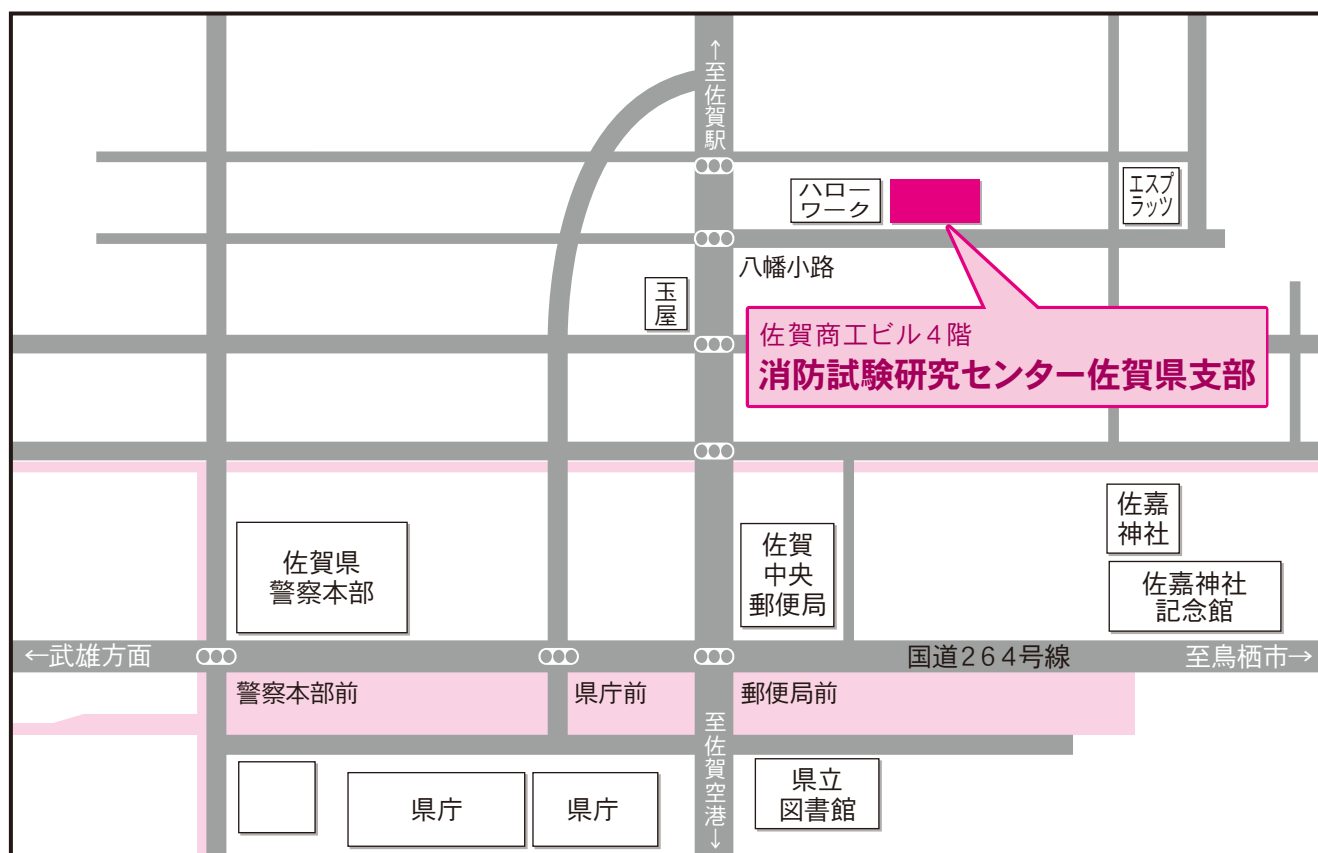 ↑至佐賀駅
ハロー
ワーク
エスプ
ラッツ
八幡小路
玉屋
佐賀商工ビル4階
消防試験研究センター佐賀県支部
佐賀県
警察本部
佐賀
中央
郵便局
佐嘉
神社
佐嘉神社
記念館
←武雄方面
国道264号線
至鳥栖市→
警察本部前
県庁前
郵便局前
至佐賀空港→
県庁
県庁
県立
図書館